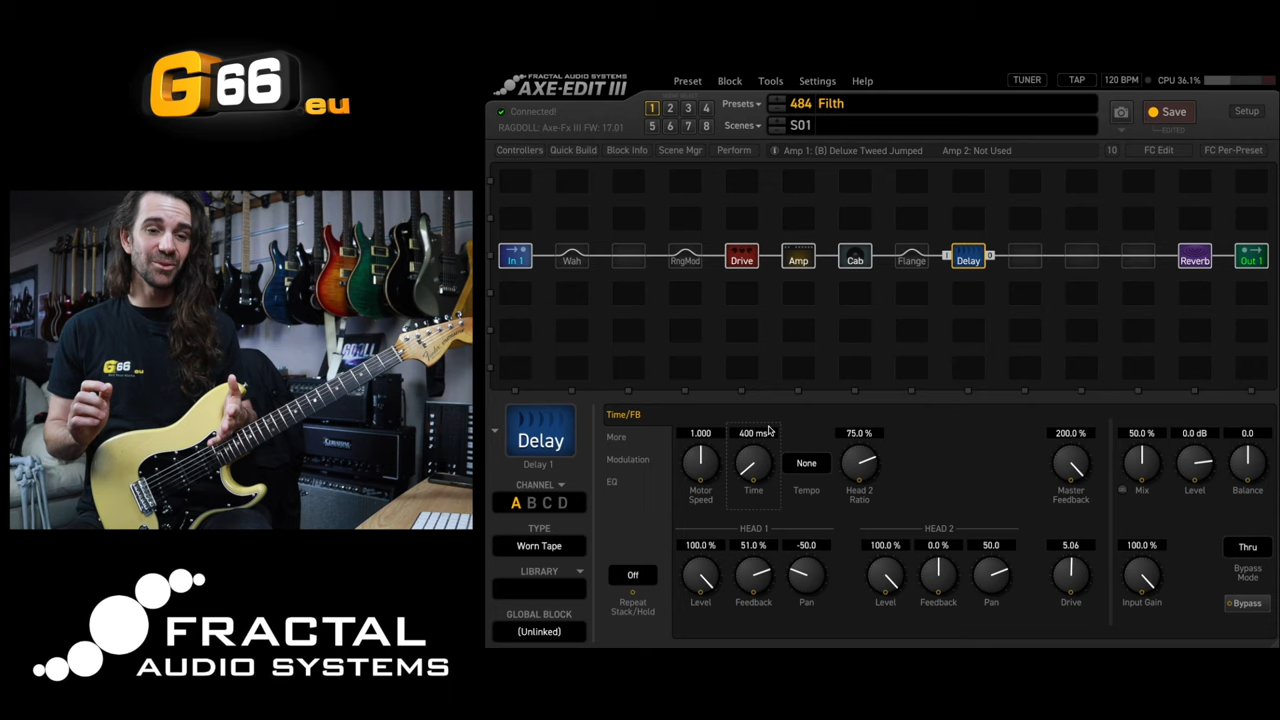 G66
.eu
FRACTAL AUDIO SYSTEMS
AXE-EDIT III
Preset Block Tools Settings Help
TUNER TAP 120 BPM CPU 36.1%
Connected!
RAGDOLL: Axe-Fx III FW: 17.01
1 2 3 4
5 6 7 8
Presets 484 Filth
Scenes S01
Save
EDITED
Setup
Controllers Quick Build Block Info Scene Mgr Perform
Amp 1: (B) Deluxe Tweed Jumped Amp 2: Not Used
10 FC Edit FC Per-Preset
In 1 Wah RngMod Drive Amp Cab Flange Delay Reverb Out 1
G66.eu
Fender
Delay
Delay 1
CHANNEL
A B C D
TYPE
Worn Tape
LIBRARY
GLOBAL BLOCK
(Unlinked)
Time/FB
More
Modulation
EQ
1.000 400 ms 75.0 % 200.0 % 50.0 % 0.0 dB 0.0
None
Motor Speed Time Tempo Head 2 Ratio Master Feedback Mix Level Balance
HEAD 1 HEAD 2
100.0 % 51.0 % -50.0 100.0 % 0.0 % 50.0 5.06 100.0 % Thru
Off
Repeat Stack/Hold
Level Feedback Pan Level Feedback Pan Drive Input Gain
Bypass Mode
Bypass
FRACTAL
AUDIO SYSTEMS